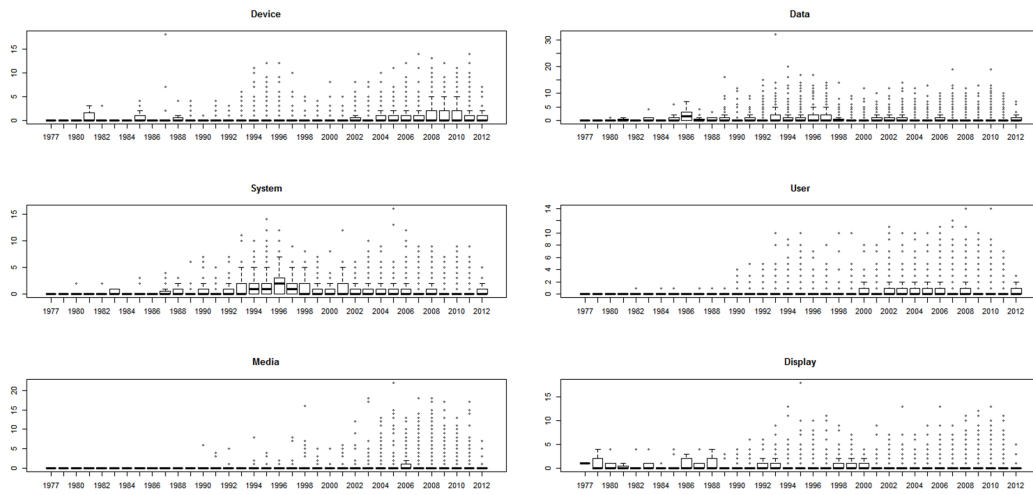 Device
0 5 10 15
1977 1980 1982 1984 1986 1988 1990 1992 1994 1996 1998 2000 2002 2004 2006 2008 2010 2012
Data
0 5 10 20 30
1977 1980 1982 1984 1986 1988 1990 1992 1994 1996 1998 2000 2002 2004 2006 2008 2010 2012
System
0 5 10 15
1977 1980 1982 1984 1986 1988 1990 1992 1994 1996 1998 2000 2002 2004 2006 2008 2010 2012
User
0 2 4 6 8 10 14
1977 1980 1982 1984 1986 1988 1990 1992 1994 1996 1998 2000 2002 2004 2006 2008 2010 2012
Media
0 5 10 15 20
1977 1980 1982 1984 1986 1988 1990 1992 1994 1996 1998 2000 2002 2004 2006 2008 2010 2012
Display
0 5 10 15
1977 1980 1982 1984 1986 1988 1990 1992 1994 1996 1998 2000 2002 2004 2006 2008 2010 2012